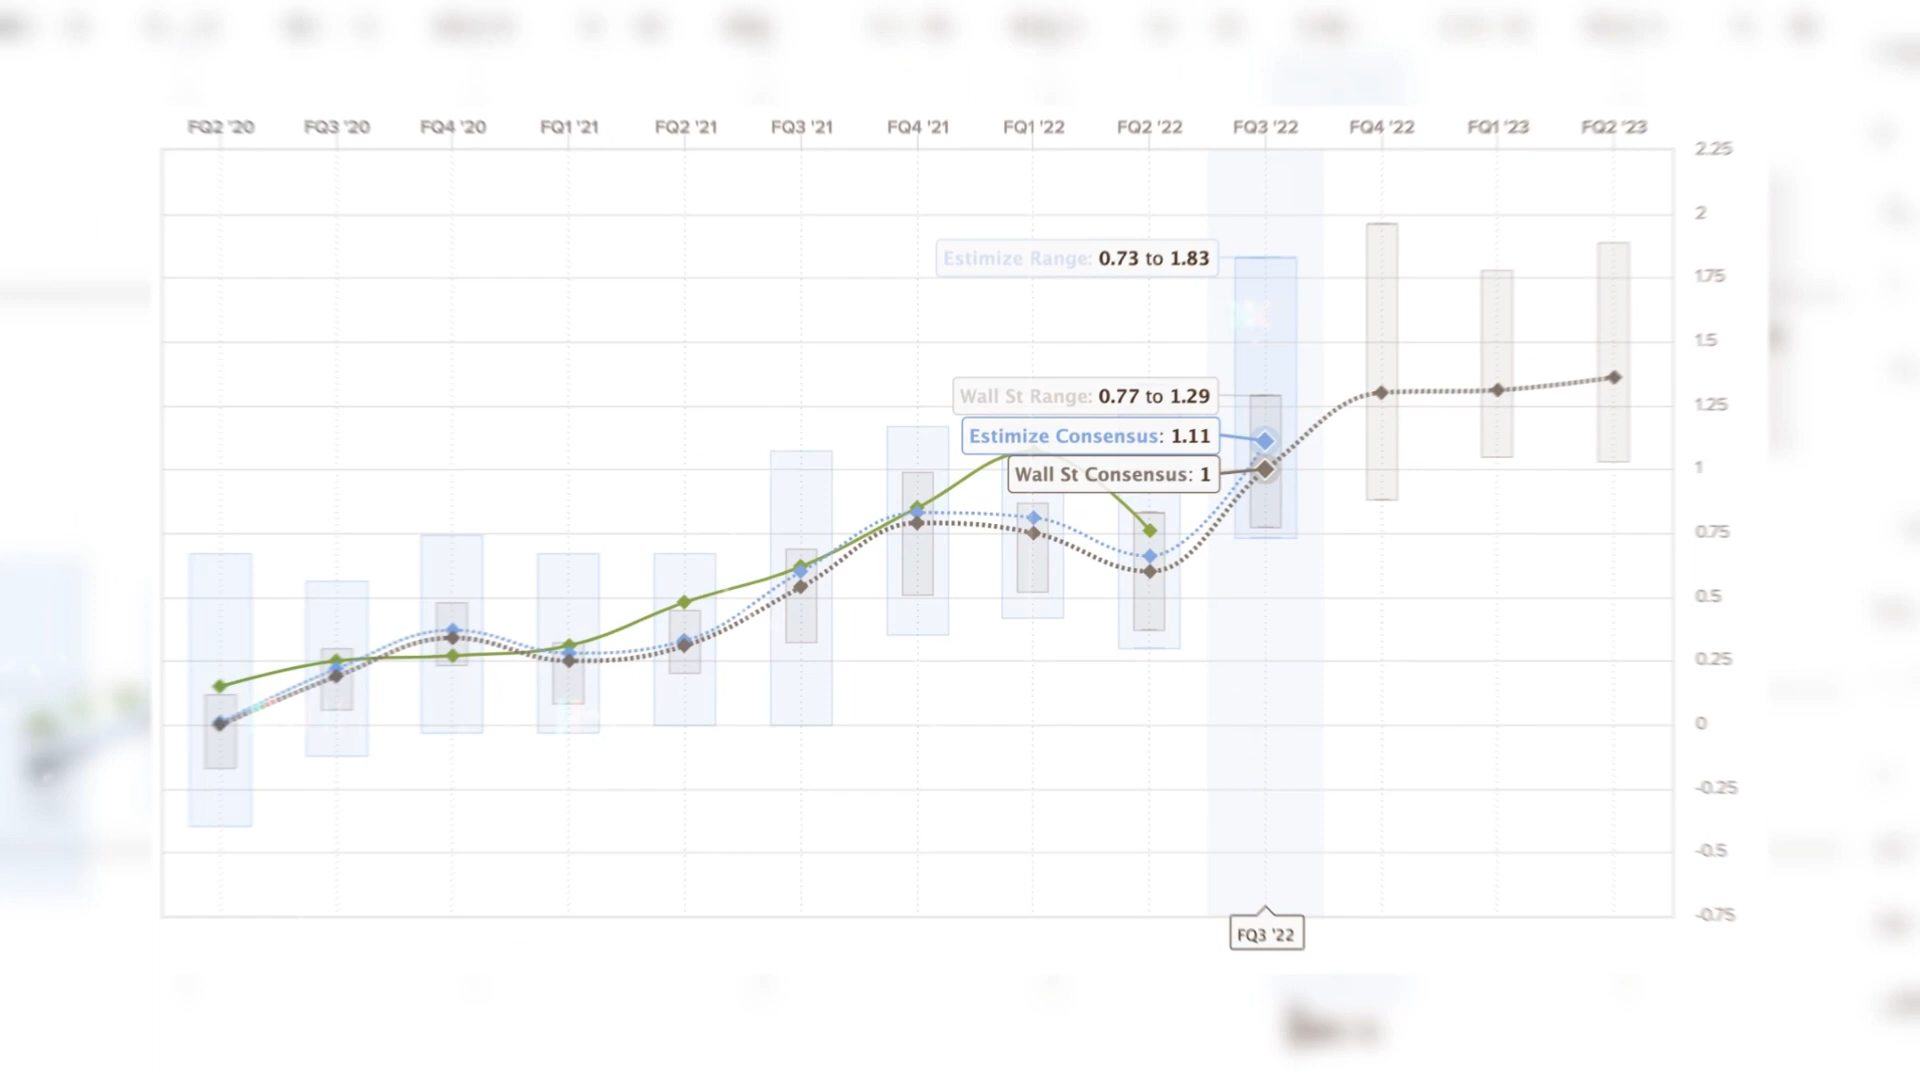 FQ2 '20 FQ3 '20 FQ4 '20 FQ1 '21 FQ2 '21 FQ3 '21 FQ4 '21 FQ1 '22 FQ2 '22 FQ3 '22 FQ4 '22 FQ1 '23 FQ2 '23
2.25
2
1.75
1.5
1.25
1
0.75
0.5
0.25
0
-0.25
-0.5
-0.75
Estimize Range: 0.73 to 1.83
Wall St Range: 0.77 to 1.29
Estimize Consensus: 1.11
Wall St Consensus: 1
FQ3 '22